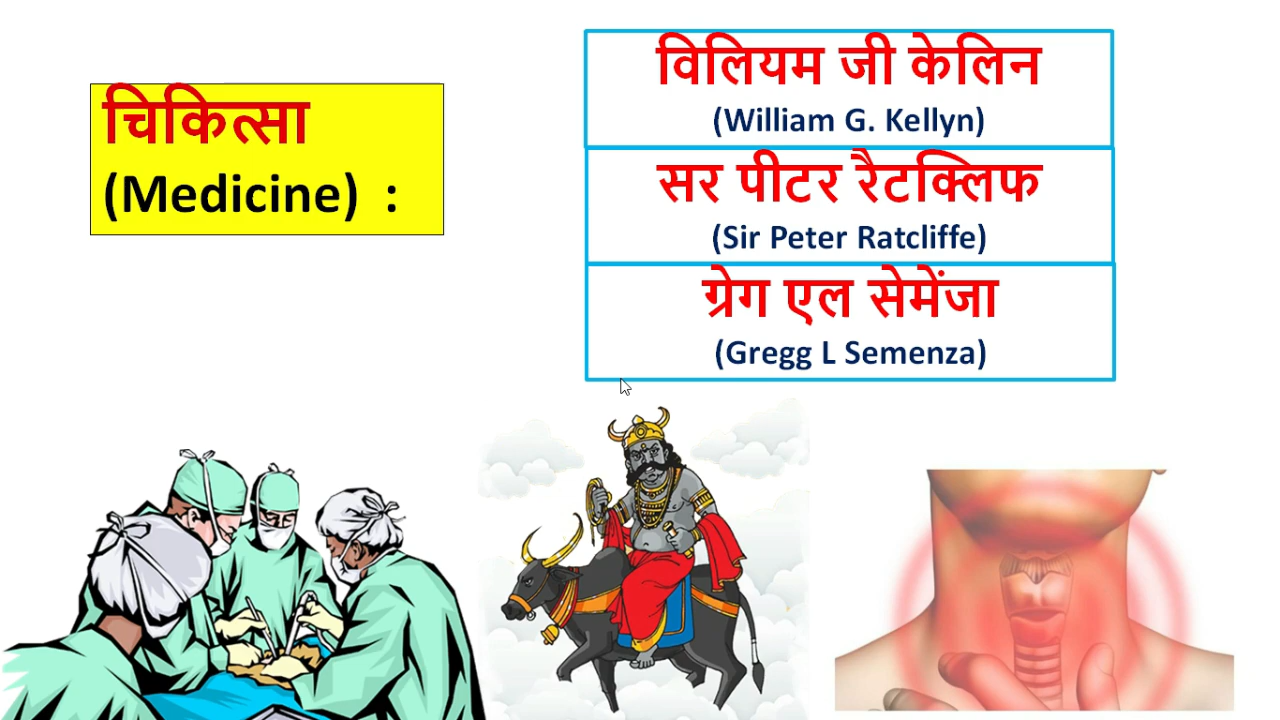 चिकित्सा
(Medicine) :
विलियम जी केलिन
(William G. Kellyn)
सर पीटर रैटक्लिफ
(Sir Peter Ratcliffe)
ग्रेग एल सेमेंजा
(Gregg L Semenza)